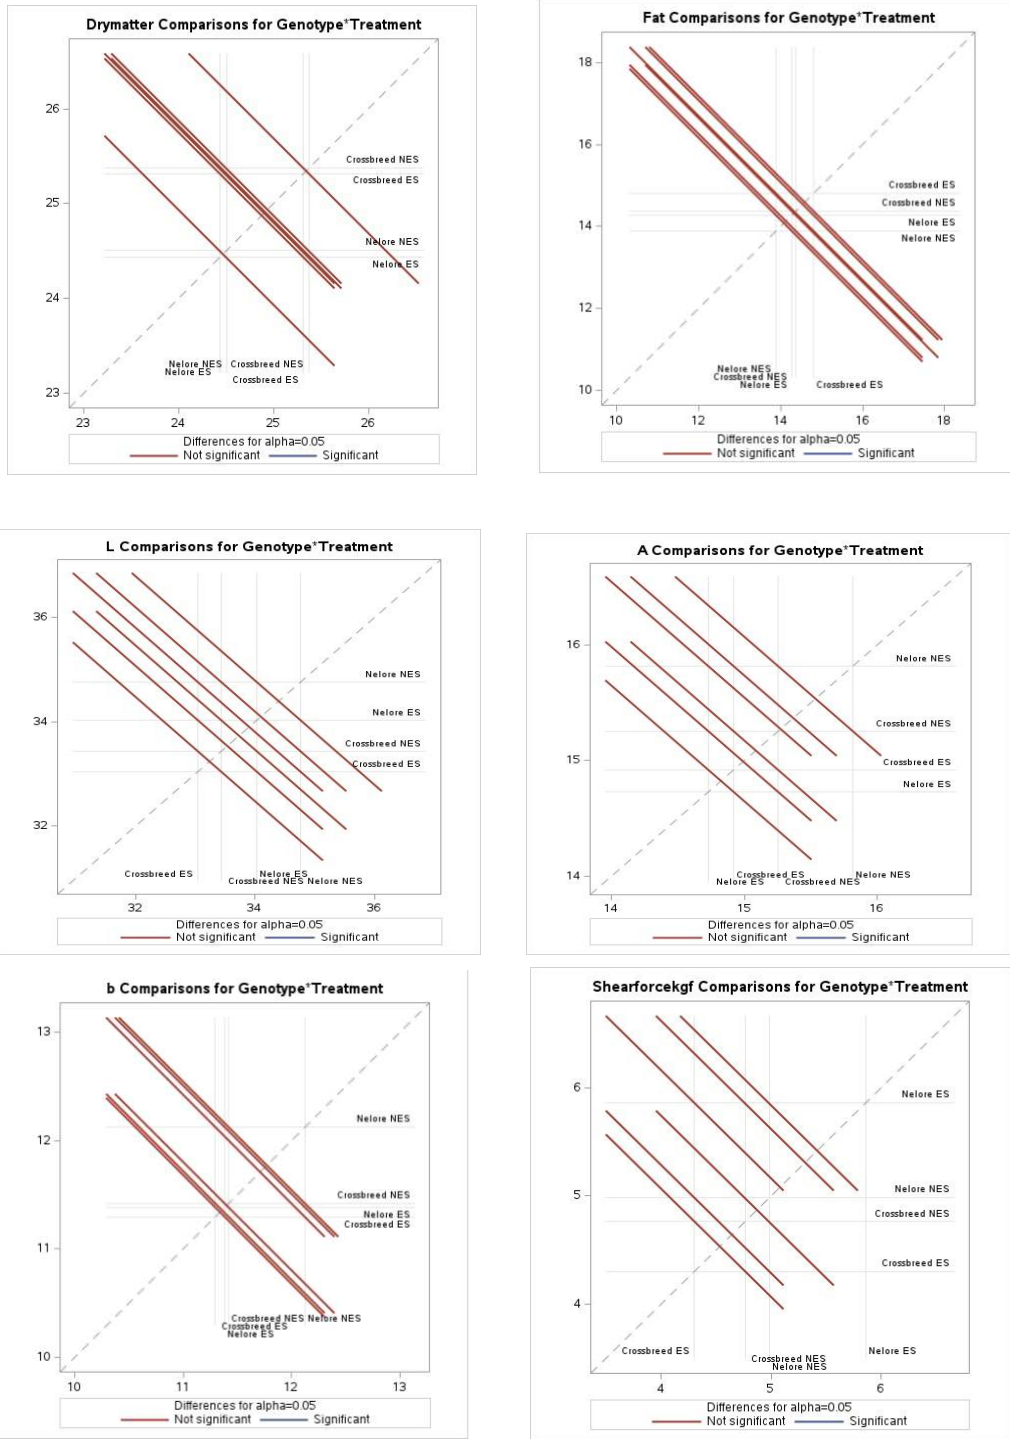 Drymatter Comparisons for Genotype*Treatment
26
25
24
23
Crossbreed NES
Crossbreed ES
Nelore NES
Nelore ES
Nelore NES Crossbreed NES
Nelore ES
Crossbreed ES
23 24 25 26
Differences for alpha=0.05
Not significant Significant
Fat Comparisons for Genotype*Treatment
18
16
14
12
10
Crossbreed ES
Crossbreed NES
Nelore ES
Nelore NES
Nelore NES
Crossbreed NES
Nelore ES Crossbreed ES
10 12 14 16 18
Differences for alpha=0.05
Not significant Significant
L Comparisons for Genotype*Treatment
36
34
32
Nelore NES
Nelore ES
Crossbreed NES
Crossbreed ES
Crossbreed ES Nelore ES
Crossbreed NES Nelore NES
32 34 36
Differences for alpha=0.05
Not significant Significant
A Comparisons for Genotype*Treatment
16
15
14
Nelore NES
Crossbreed NES
Crossbreed ES
Nelore ES
Crossbreed ES Nelore NES
Nelore ES Crossbreed NES
14 15 16
Differences for alpha=0.05
Not significant Significant
b Comparisons for Genotype*Treatment
13
12
11
10
Nelore NES
Crossbreed NES
Nelore ES
Crossbreed ES
Crossbreed NES Nelore NES
Crossbreed ES
Nelore ES
10 11 12 13
Differences for alpha=0.05
Not significant Significant
Shearforcekgf Comparisons for Genotype*Treatment
6
5
4
Nelore ES
Nelore NES
Crossbreed NES
Crossbreed ES
Crossbreed ES Nelore ES
Crossbreed NES
Nelore NES
4 5 6
Differences for alpha=0.05
Not significant Significant